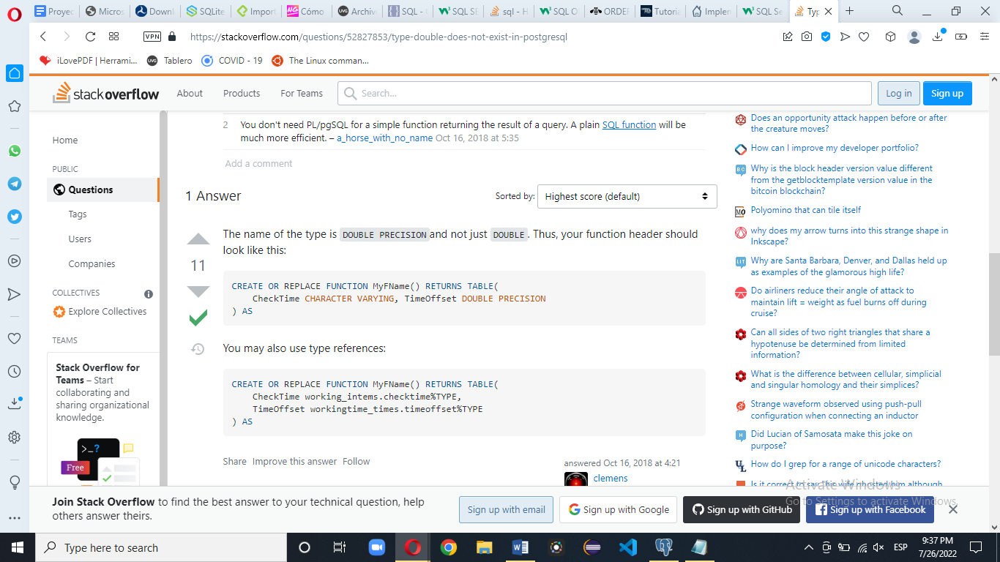 Proyec
Micros
Downl
SQLite
Import
Cómo
Archiv
SQL - 
SQL SE
sql - H
SQL O
ORDER
Tutoria
Implem
SQL Se
Typ
VPN
https://stackoverflow.com/questions/52827853/type-double-does-not-exist-in-postgresql
iLovePDF | Herrami...
Tablero
COVID - 19
The Linux comman...
stackoverflow
About
Products
For Teams
Search...
Log in
Sign up
Home
PUBLIC
Questions
Tags
Users
Companies
COLLECTIVES
Explore Collectives
TEAMS
Stack Overflow for
Teams – Start
collaborating and
sharing organizational
knowledge.
>_?
Free
2
You don't need PL/pgSQL for a simple function returning the result of a query. A plain SQL function will be
much more efficient. – a_horse_with_no_name Oct 16, 2018 at 5:35
Add a comment
1 Answer
Sorted by:
Highest score (default)
11
The name of the type is DOUBLE PRECISION and not just DOUBLE. Thus, your function header should
look like this:
CREATE OR REPLACE FUNCTION MyFName() RETURNS TABLE(
CheckTime CHARACTER VARYING, TimeOffset DOUBLE PRECISION
) AS
You may also use type references:
CREATE OR REPLACE FUNCTION MyFName() RETURNS TABLE(
CheckTime working_intems.checktime%TYPE,
TimeOffset workingtime_times.timeoffset%TYPE
) AS
Share Improve this answer Follow
answered Oct 16, 2018 at 4:21
clemens
Does an opportunity attack happen before or after
the creature moves?
How can I improve my developer portfolio?
Why is the block header version value different
from the getblocktemplate version value in the
bitcoin blockchain?
Polyomino that can tile itself
why does my arrow turns into this strange shape in
Inkscape?
Why are Santa Barbara, Denver, and Dallas held up
as examples of the glamorous high life?
Do airliners reduce their angle of attack to
maintain lift = weight as fuel burns off during
cruise?
Can all sides of two right triangles that share a
hypotenuse be determined from limited
information?
What is the difference between cellular, simplicial
and singular homology and their simplices?
Strange waveform observed using push-pull
configuration when connecting an inductor
Did Lucian of Samosata make this joke on
purpose?
How do I grep for a range of unicode characters?
Is it correct to say "his wife ghosted him although
Activate Windows
Go to Settings to activate Windows.
Join Stack Overflow to find the best answer to your technical question, help
others answer theirs.
Sign up with email
Sign up with Google
Sign up with GitHub
Sign up with Facebook
Type here to search
ESP
9:37 PM
7/26/2022